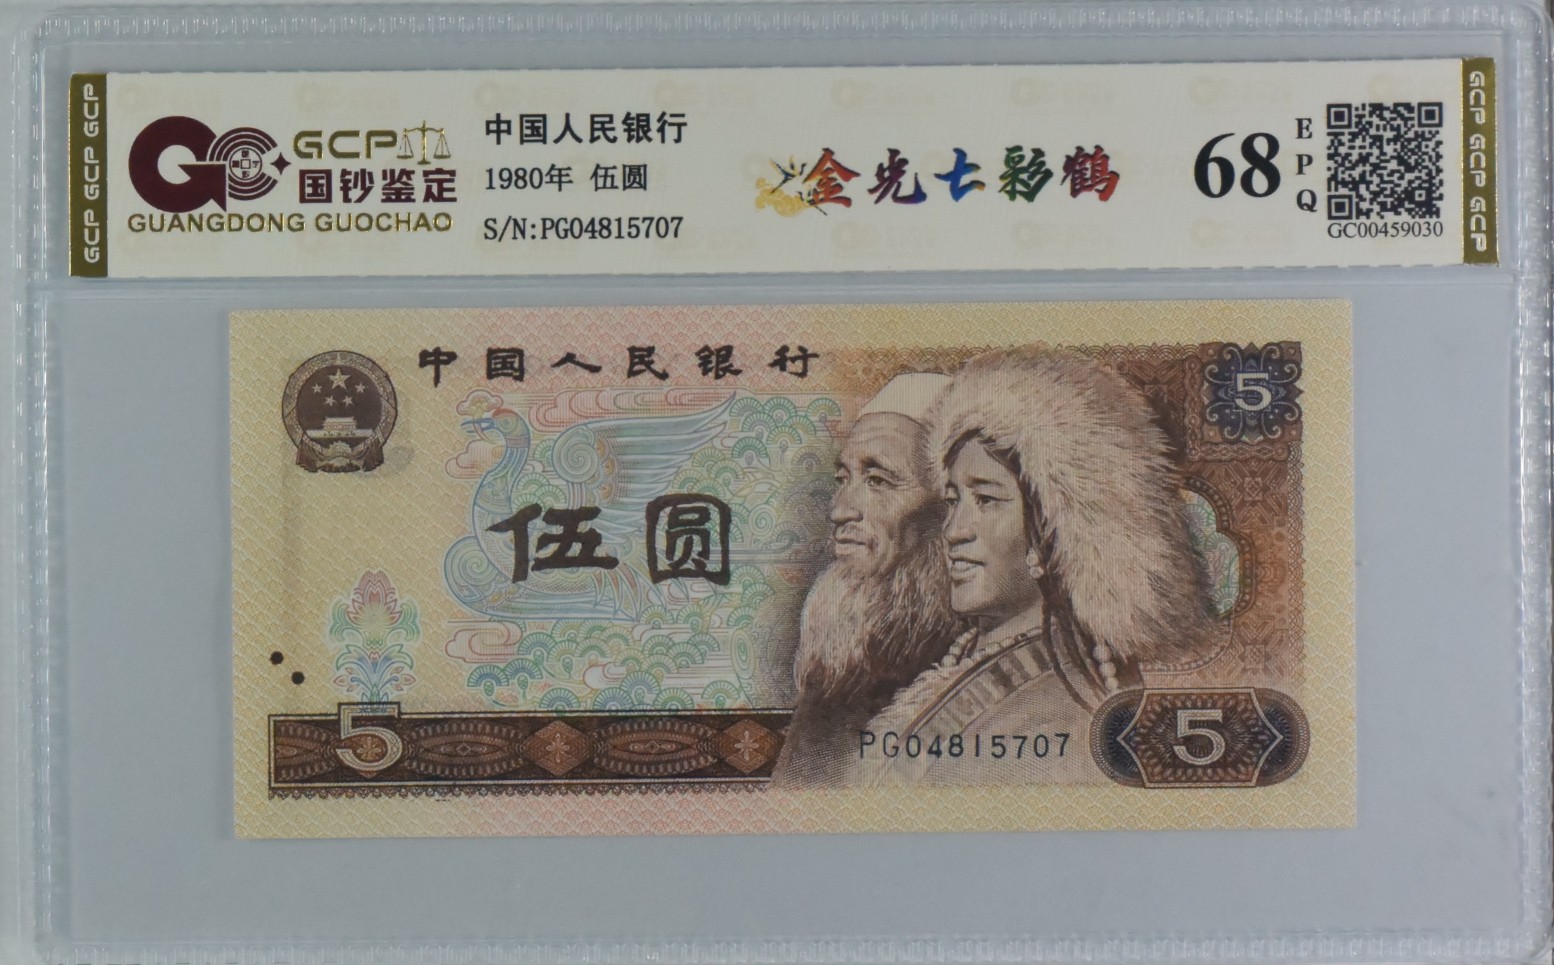 GCP GCP GCP
GCP
国钞鉴定
GUANGDONG GUOCHAO
中国人民银行
1980年 伍圆
S/N:PG04815707
金光七彩鹤
68
EPQ
GC00459030
GCP GCP GCP
中国人民银行
5
伍圆
5
PG04815707
5